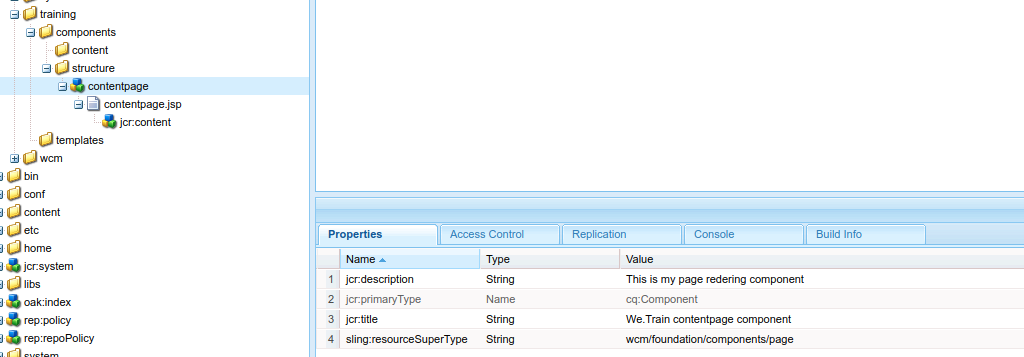 training
components
content
structure
contentpage
contentpage.jsp
jcr:content
templates
wcm
bin
conf
content
etc
home
jcr:system
libs
oak:index
rep:policy
rep:repoPolicy
system
Properties Access Control Replication Console Build Info
Name Type Value
1 jcr:description String This is my page redering component
2 jcr:primaryType Name cq:Component
3 jcr:title String We.Train contentpage component
4 sling:resourceSuperType String wcm/foundation/components/page